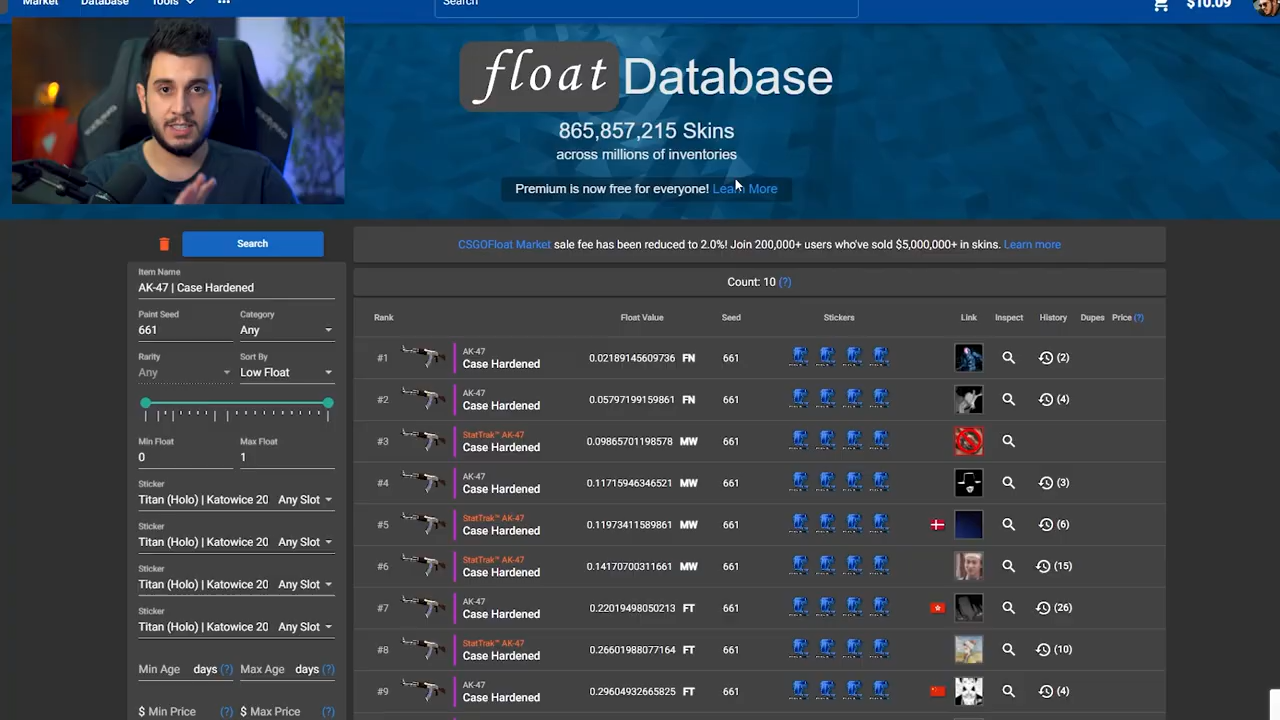 Market Database Tools ... Search $10.09
float Database
865,857,215 Skins
across millions of inventories
Premium is now free for everyone! Learn More
Search
CSGOFloat Market sale fee has been reduced to 2.0%! Join 200,000+ users who've sold $5,000,000+ in skins. Learn more
Count: 10 (?)
Item Name
AK-47 | Case Hardened
Paint Seed Category
661 Any
Rarity Sort By
Any Low Float
Min Float Max Float
0 1
Sticker
Titan (Holo) | Katowice 20 Any Slot
Sticker
Titan (Holo) | Katowice 20 Any Slot
Sticker
Titan (Holo) | Katowice 20 Any Slot
Sticker
Titan (Holo) | Katowice 20 Any Slot
Min Age days (?) Max Age days (?)
$ Min Price (?) $ Max Price (?)
Rank Float Value Seed Stickers Link Inspect History Dupes Price (?)
AK-47
#1 Case Hardened 0.02189145609736 FN 661 (2)
AK-47
#2 Case Hardened 0.05797199159861 FN 661 (4)
StatTrak™ AK-47
#3 Case Hardened 0.09865701198578 MW 661
AK-47
#4 Case Hardened 0.11715946346521 MW 661 (3)
StatTrak™ AK-47
#5 Case Hardened 0.11973411589861 MW 661 (6)
StatTrak™ AK-47
#6 Case Hardened 0.14170700311661 MW 661 (15)
AK-47
#7 Case Hardened 0.22019498050213 FT 661 (26)
StatTrak™ AK-47
#8 Case Hardened 0.26601988077164 FT 661 (10)
AK-47
#9 Case Hardened 0.29604932665825 FT 661 (4)